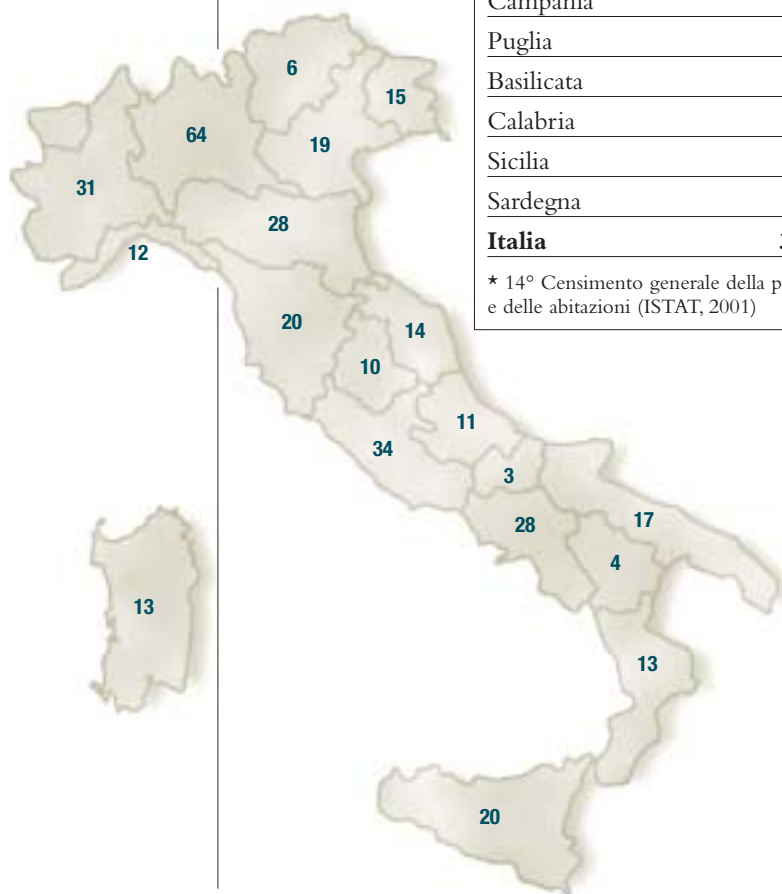 Campania
Puglia
Basilicata
Calabria
Sicilia
Sardegna
Italia
* 14° Censimento generale della p
e delle abitazioni (ISTAT, 2001)
6
15
64
19
31
28
12
20
14
10
11
34
3
28
17
4
13
13
20